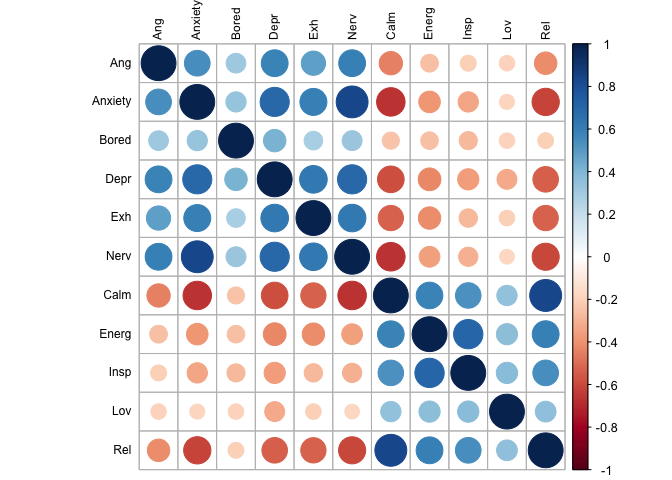 Ang Anxiety Bored Depr Exh Nerv Calm Energ Insp Lov Rel
Ang
Anxiety
Bored
Depr
Exh
Nerv
Calm
Energ
Insp
Lov
Rel
1
0.8
0.6
0.4
0.2
0
-0.2
-0.4
-0.6
-0.8
-1